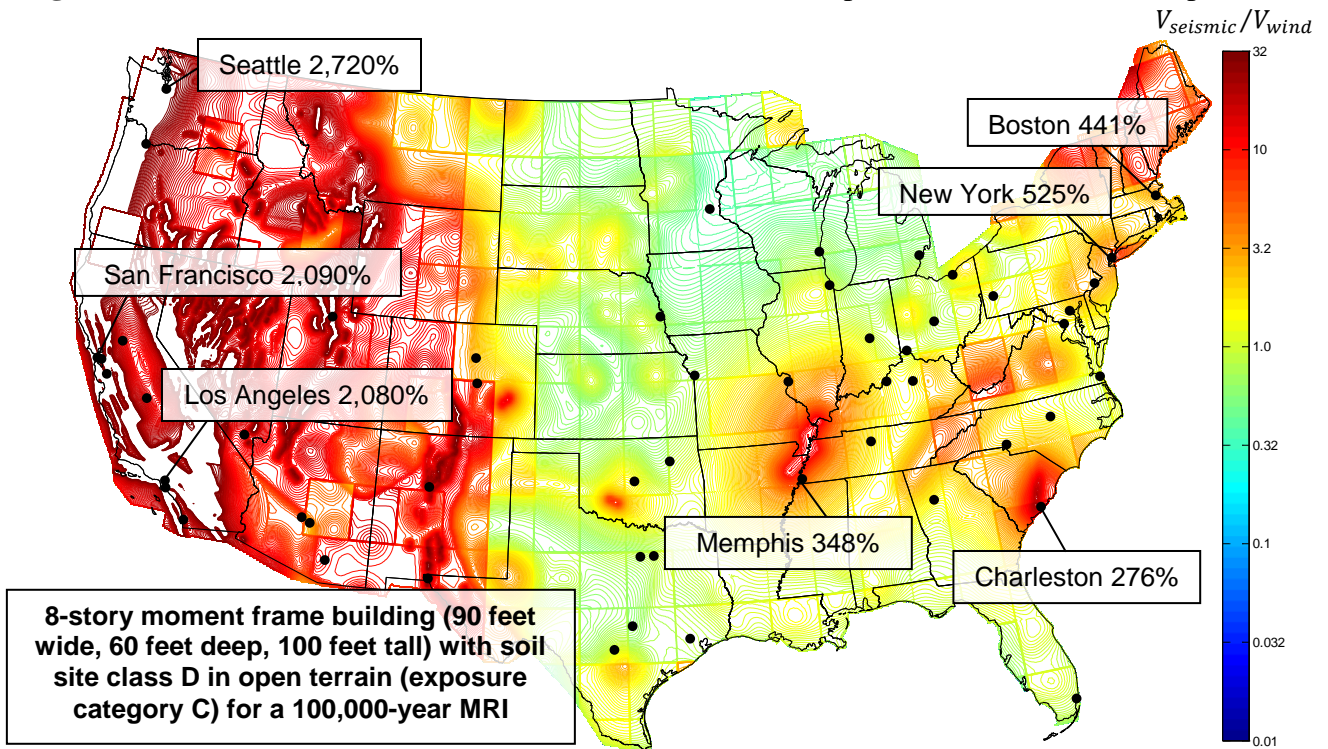 V_seismic/V_wind
32
Seattle 2,720%
Boston 441%
10
New York 525%
3.2
San Francisco 2,090%
1.0
Los Angeles 2,080%
0.32
Memphis 348%
0.1
Charleston 276%
8-story moment frame building (90 feet
wide, 60 feet deep, 100 feet tall) with soil
site class D in open terrain (exposure
category C) for a 100,000-year MRI
0.032
0.01